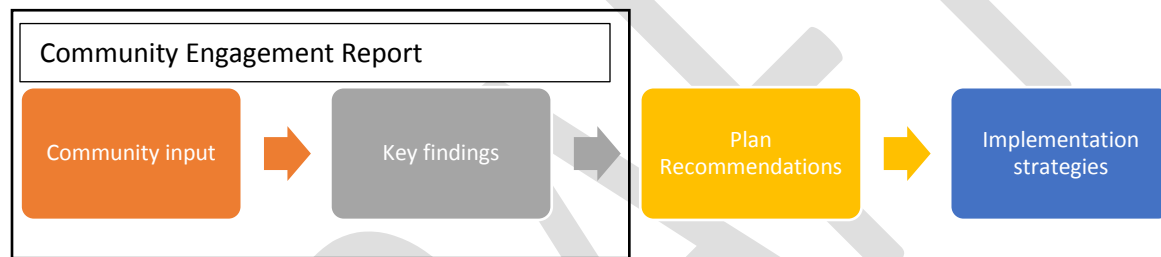 Community Engagement Report
Community input
Key findings
Plan
Recommendations
Implementation
strategies